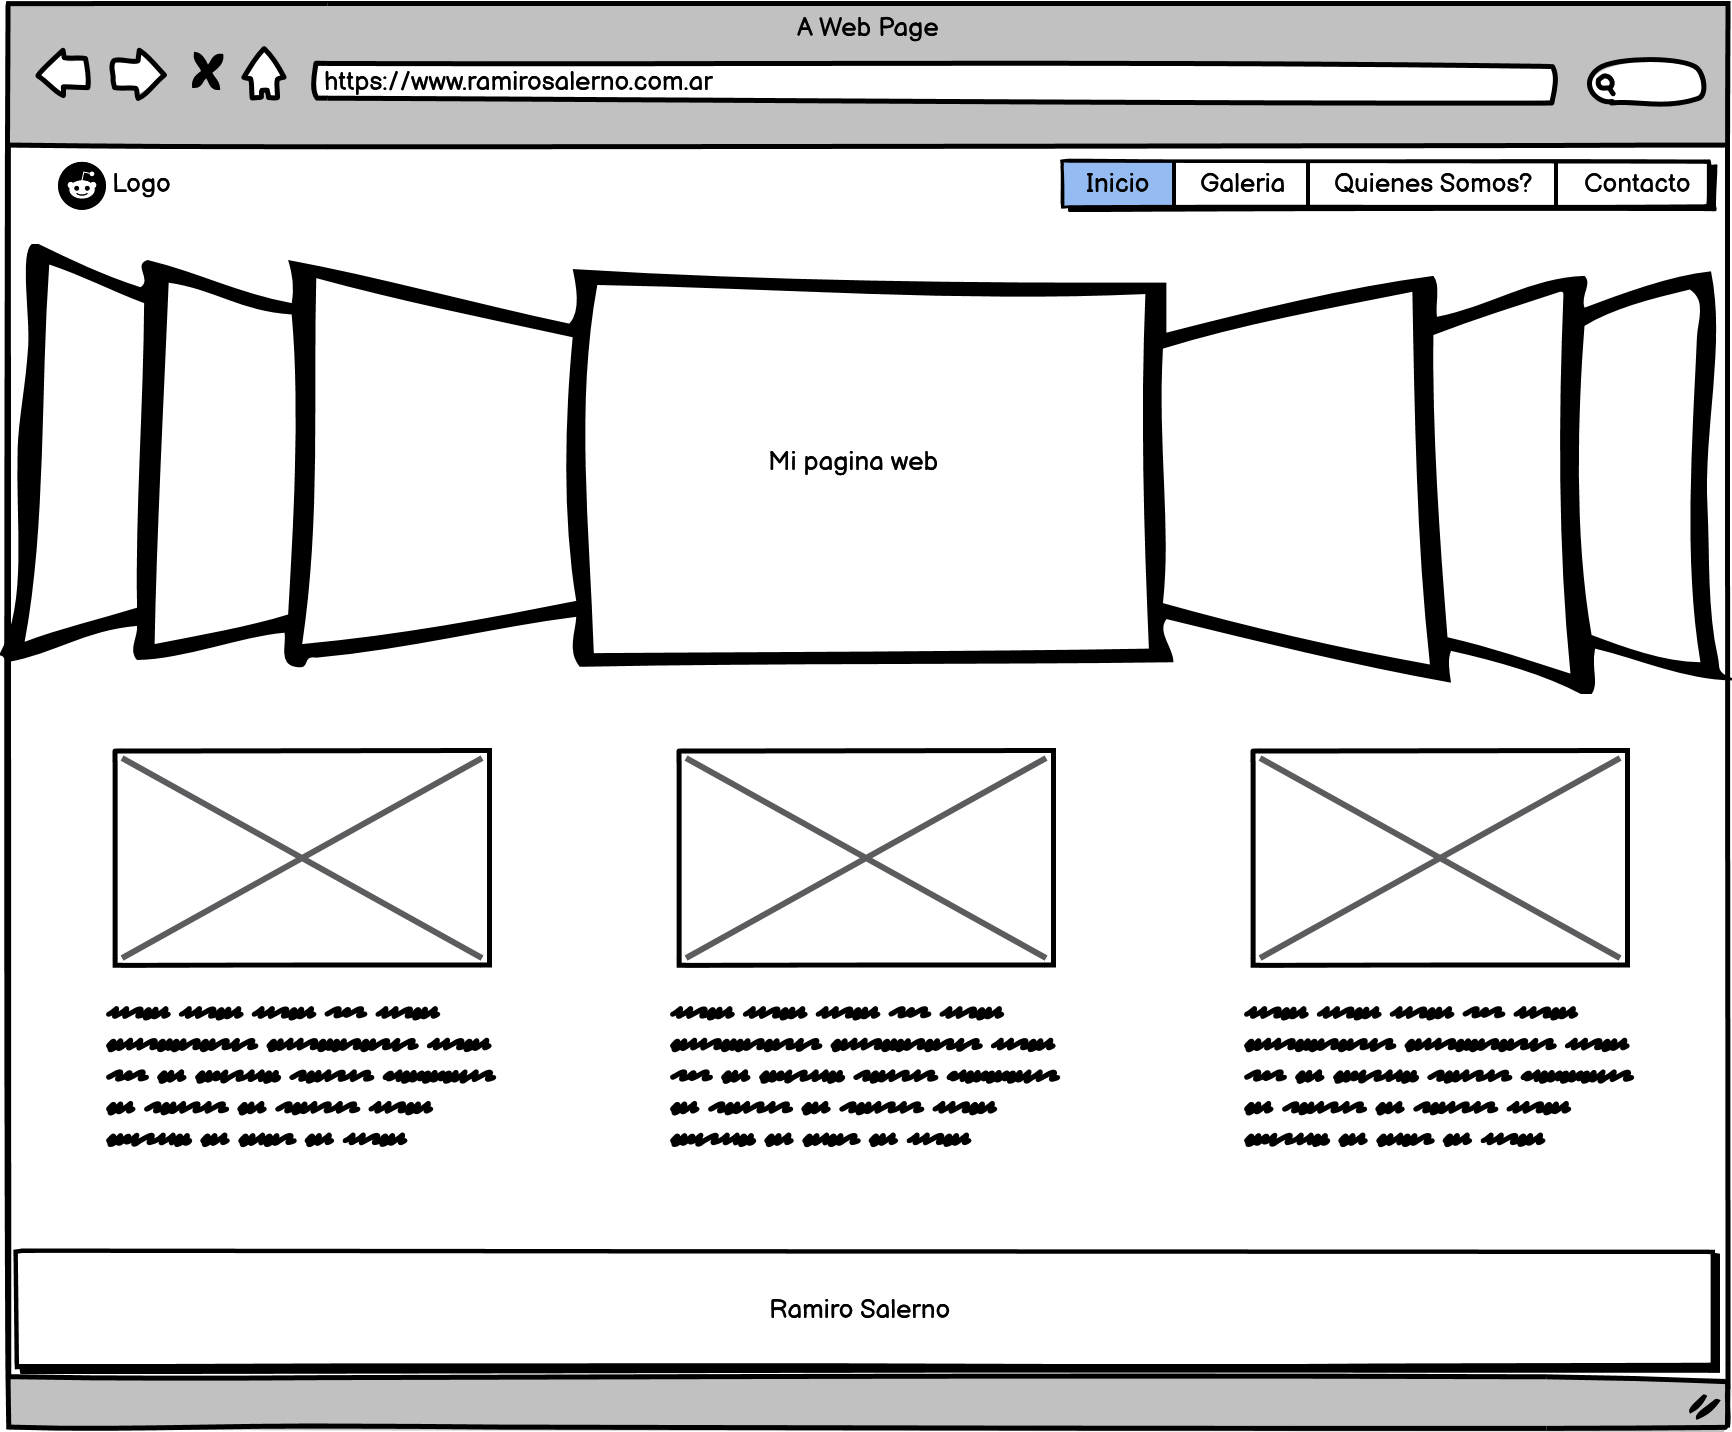 A Web Page
https://www.ramirosalerno.com.ar
Logo
Inicio
Galeria
Quienes Somos?
Contacto
Mi pagina web
Ramiro Salerno